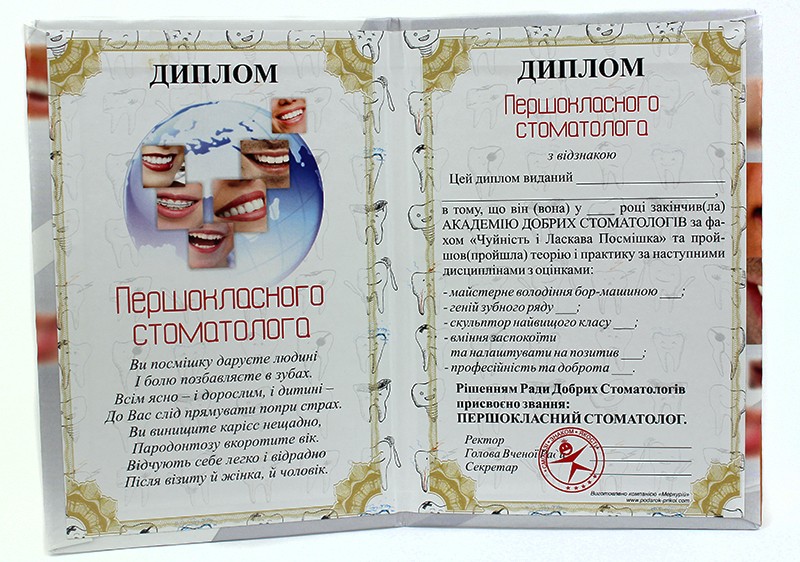 ДИПЛОМ
Першокласного
стоматолога
Ви посмішку даруєте людині
І болю позбавляєте в зубах.
Всім ясно – і дорослим, і дитині –
До Вас слід прямувати попри страх.
Ви винищите карієс нещадно,
Пародонтозу вкоротите вік.
Відчують себе легко і відрадно
Після візиту й жінка, й чоловік.
ДИПЛОМ
Першокласного
стоматолога
з відзнакою
Цей диплом виданий ____________________
____________________,
в тому, що він (вона) у ____ році закінчив(ла)
АКАДЕМІЮ ДОБРИХ СТОМАТОЛОГІВ за фа-
хом «Чуйність і Ласкава Посмішка» та прой-
шов(пройшла) теорію і практику за наступними
дисциплінами з оцінками:
- майстерне володіння бор-машиною ___;
- геній зубного ряду ___;
- скульптор найвищого класу ___;
- вміння заспокоїти
та налаштувати на позитив ___;
- професійність та доброта ___.
Рішенням Ради Добрих Стоматологів
присвоєно звання:
ПЕРШОКЛАСНИЙ СТОМАТОЛОГ.
Ректор
Голова Вченої Ради
Секретар
Виготовлено компанією «Меркурій»
www.podarok-prikol.com